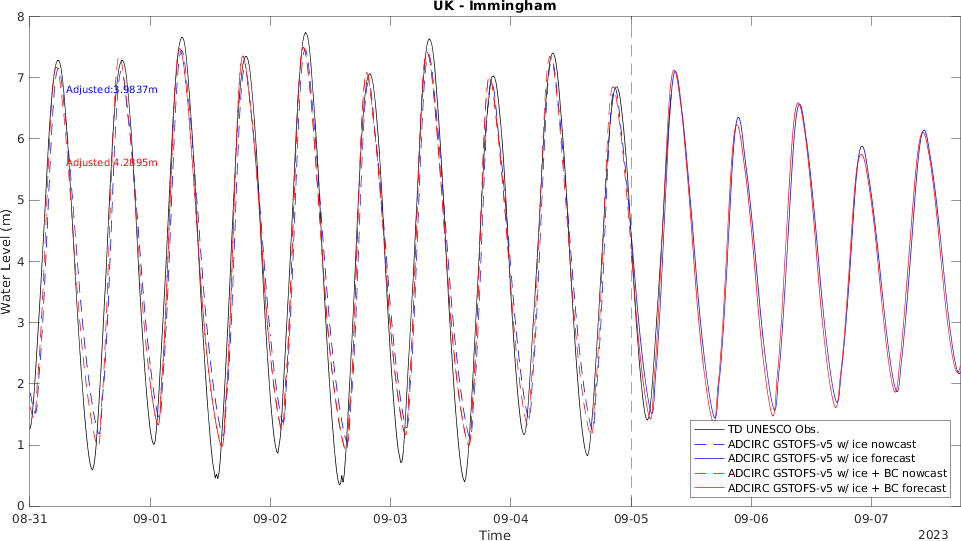 UK - Immingham
8
7
6
5
4
3
2
1
0
Water Level (m)
Adjusted:3.9837m
Adjusted:4.2895m
TD UNESCO Obs.
ADCIRC GSTOFS-v5 w/ ice nowcast
ADCIRC GSTOFS-v5 w/ ice forecast
ADCIRC GSTOFS-v5 w/ ice + BC nowcast
ADCIRC GSTOFS-v5 w/ ice + BC forecast
08-31 09-01 09-02 09-03 09-04 09-05 09-06 09-07
Time
2023